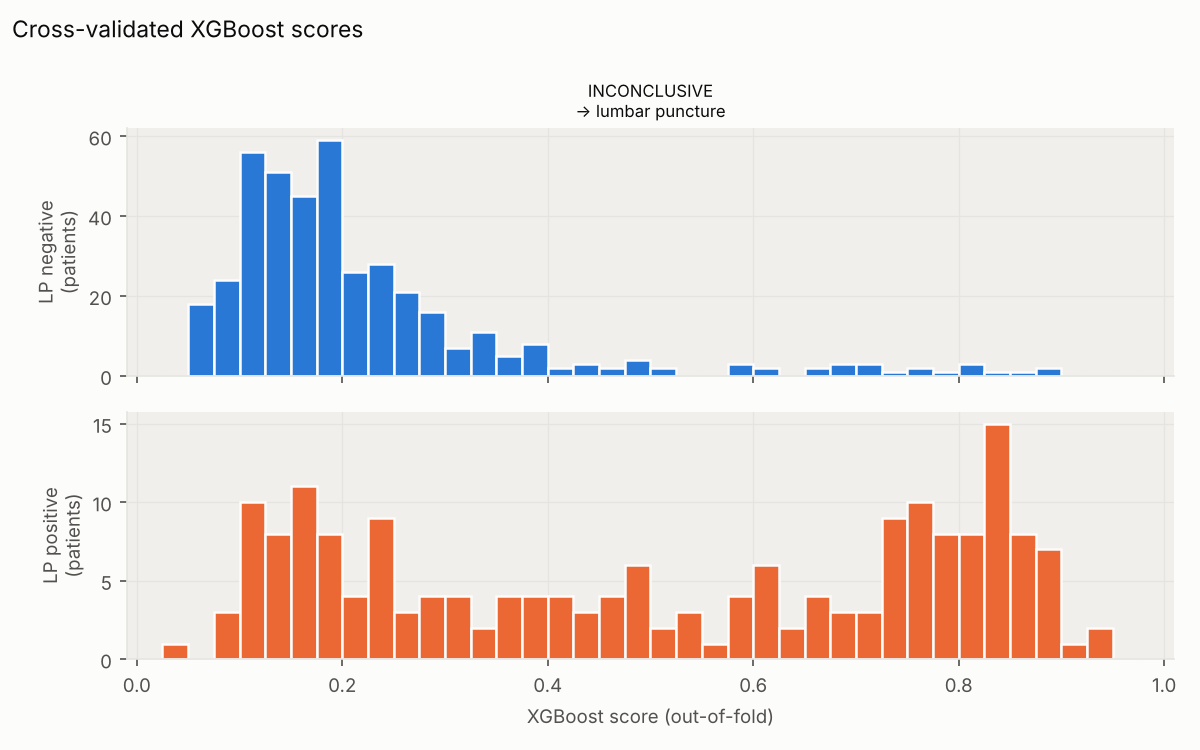 Cross-validated XGBoost scores
INCONCLUSIVE
→ lumbar puncture
60
40
20
0
LP negative
(patients)
15
10
5
0
LP positive
(patients)
0.0
0.2
0.4
0.6
0.8
1.0
XGBoost score (out-of-fold)